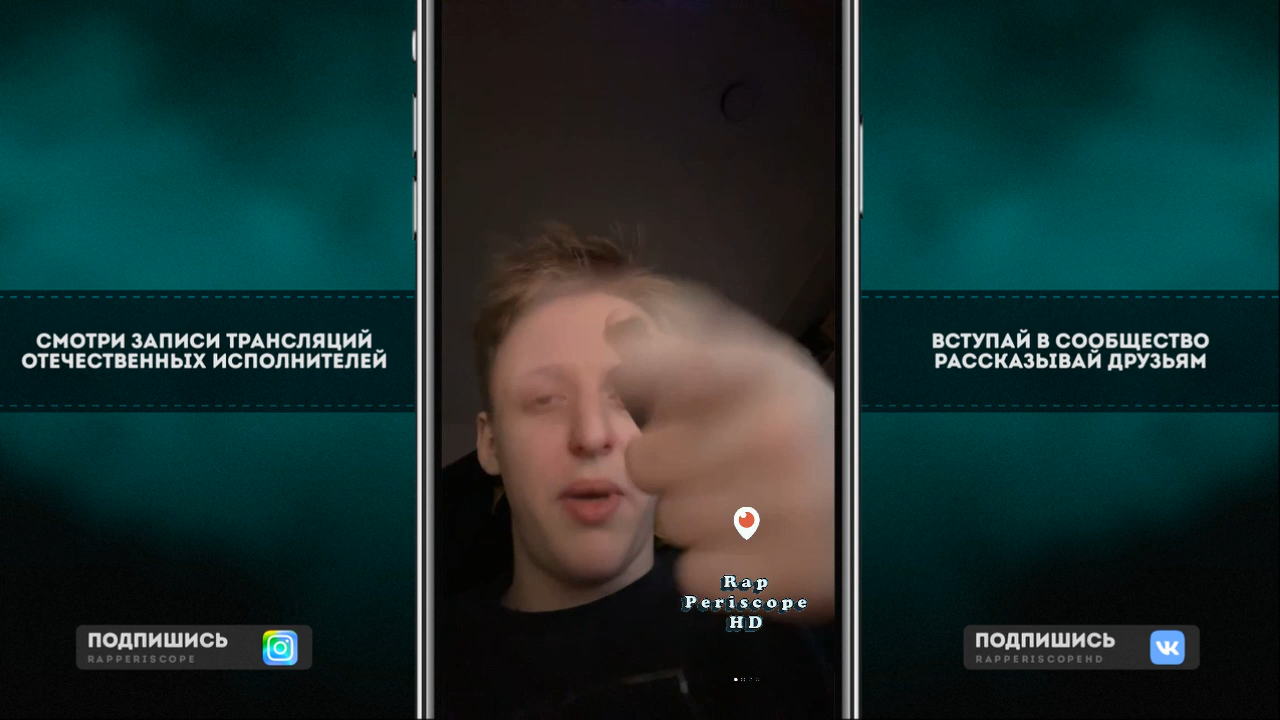 СМОТРИ ЗАПИСИ ТРАНСЛЯЦИЙ
ОТЕЧЕСТВЕННЫХ ИСПОЛНИТЕЛЕЙ
ВСТУПАЙ В СООБЩЕСТВО
РАССКАЗЫВАЙ ДРУЗЬЯМ
Rap
Periscope
HD
ПОДПИШИСЬ
RAPPERISCOPE
ПОДПИШИСЬ
RAPPERISCOPEHD